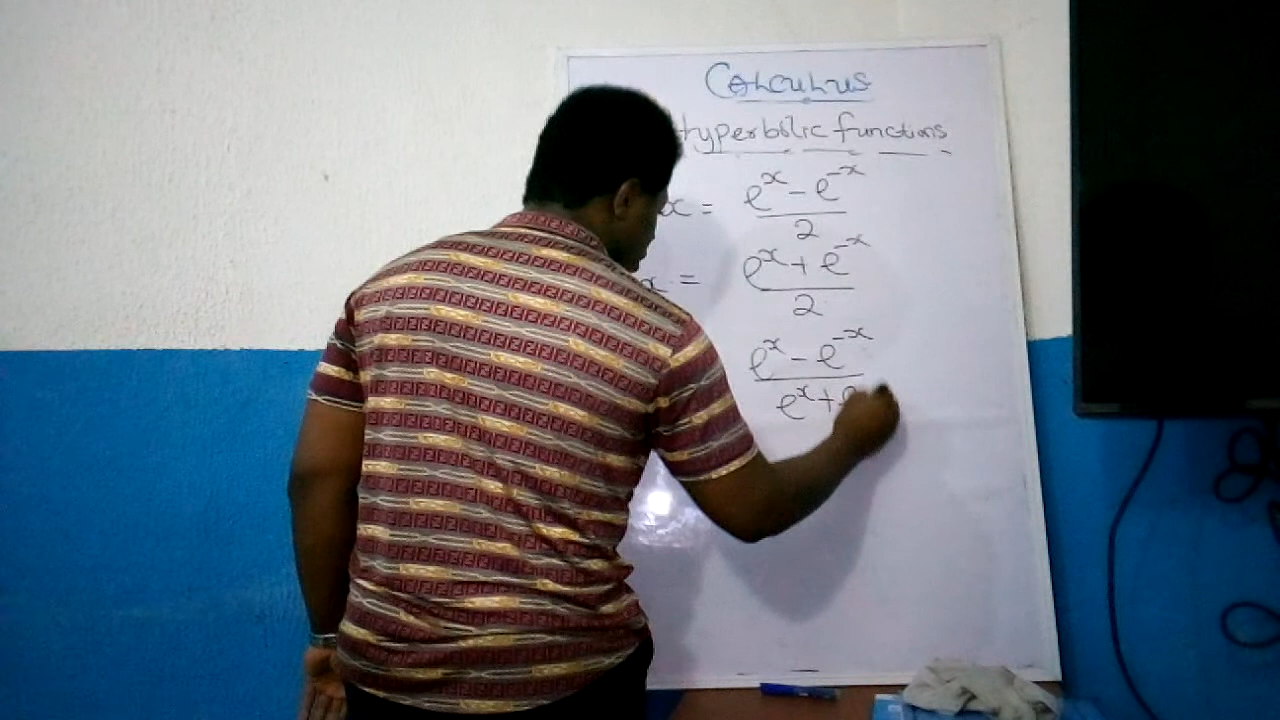 Calculus
Hyperbolic functions
x = e^x - e^-x / 2
x = e^x + e^-x / 2
e^x - e^-x / e^x + e